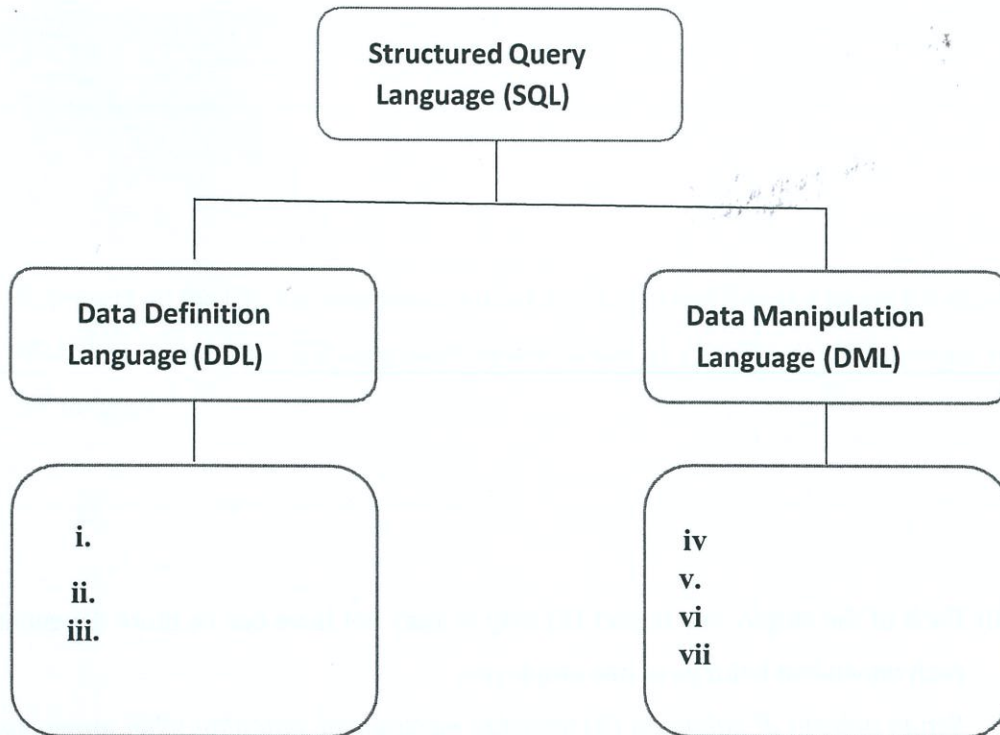 Structured Query
Language (SQL)
Data Definition
Language (DDL)
Data Manipulation
Language (DML)
i.
ii.
iii.
iv
v.
vi
vii